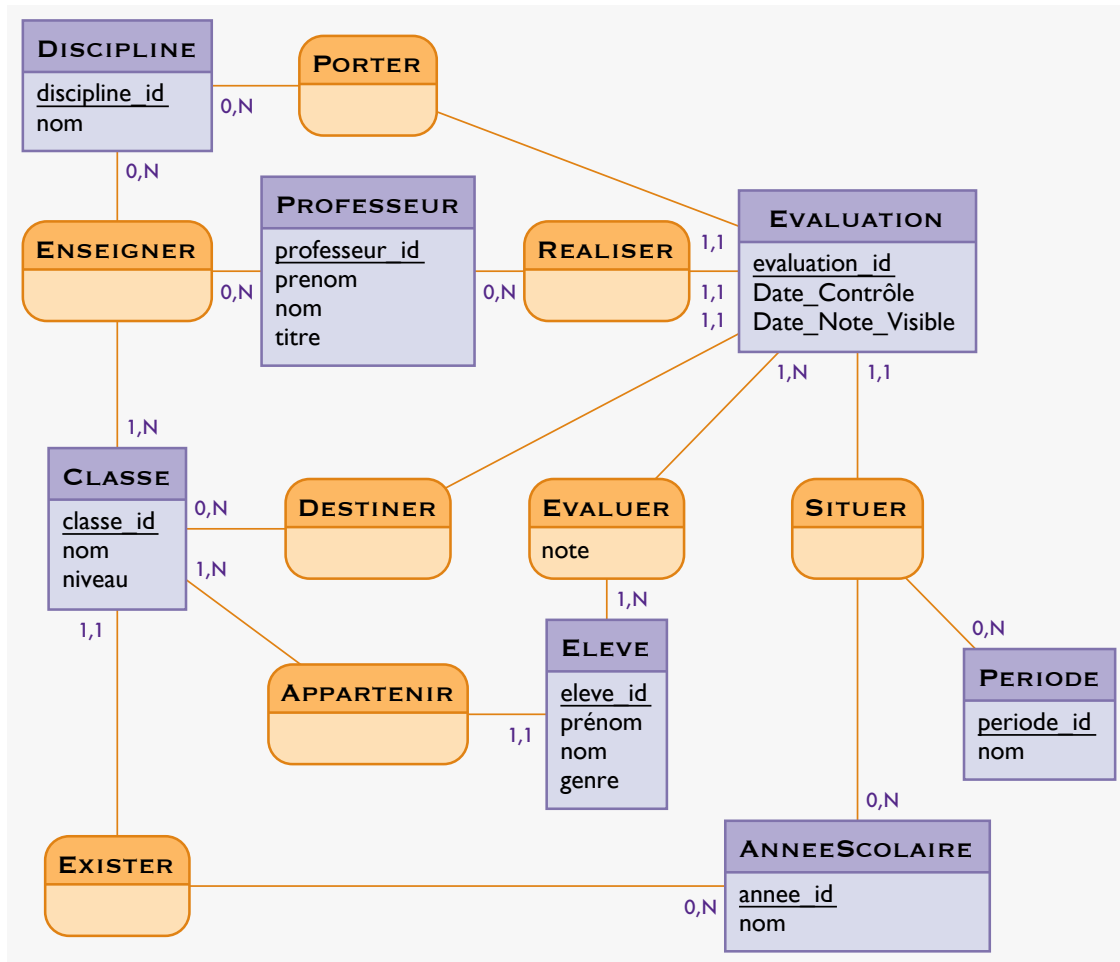 DISCIPLINE
discipline_id
nom
0,N
0,N
PORTER
ENSEIGNER
PROFESSEUR
professeur_id
prenom
nom
titre
0,N
0,N
REALISER
EVALUATION
evaluation_id
Date_Contrôle
Date_Note_Visible
1,1
1,1
1,1
1,N
1,1
1,N
CLASSE
classe_id
nom
niveau
0,N
1,N
1,1
DESTINER
EVALUER
note
1,N
SITUER
0,N
0,N
APPARTENIR
1,1
ELEVE
eleve_id
prénom
nom
genre
PERIODE
periode_id
nom
EXISTER
0,N
ANNEESCOLAIRE
annee_id
nom